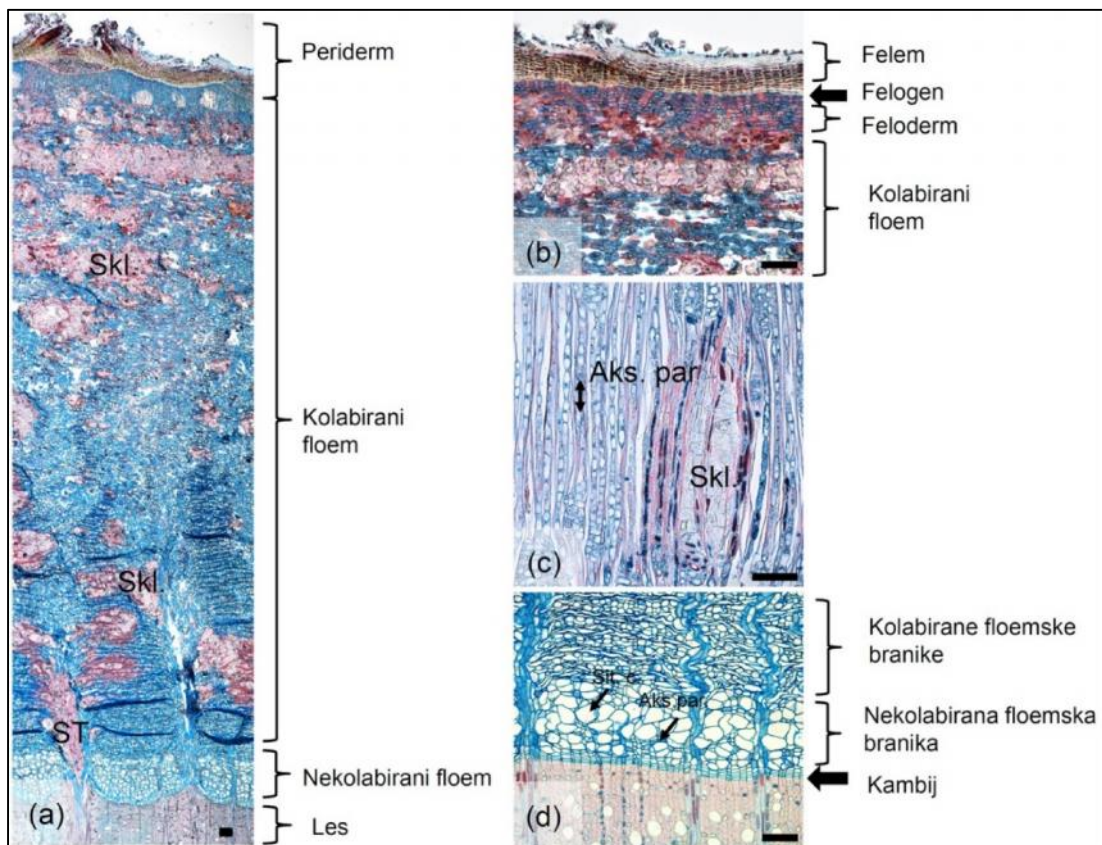 Periderm
Skl.
Kolabirani
floem
Skl
ST
Nekolabirani floem
(a)
Les
Felem
Felogen
Feloderm
Kolabirani
floem
(b)
Aks. par
Skl.
(c)
Kolabirane floemske
branike
Sit. c.
Aks par.
Nekolabirana floemska
branika
Kambij
(d)